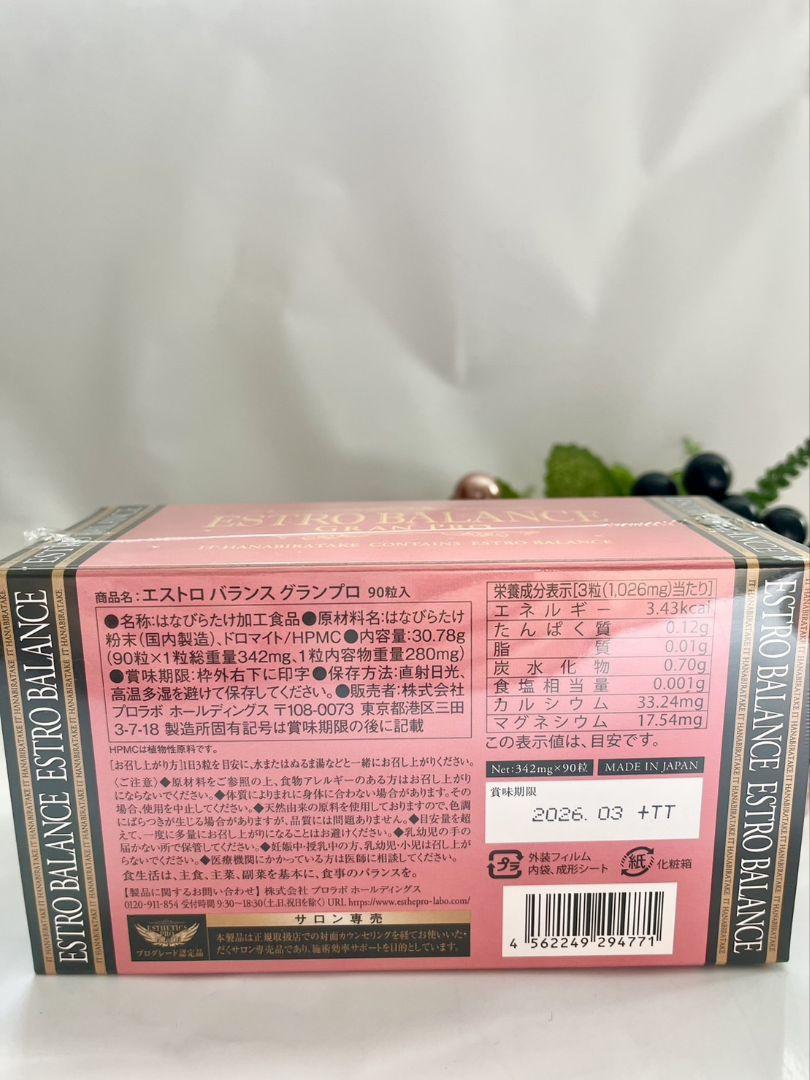 ESTRO BALANCE
GRAN PRO
IT-HANABIRATAKE CONTAINS ESTRO BALANCE
ESTRO BALANCE ESTRO BALANCE
IT HANABIRATAKE IT HANABIRATAKE IT HANABIRATAKE
商品名:エストロ バランス グランプロ 90粒入
●名称:はなびらたけ加工食品●原材料名:はなびらたけ
粉末(国内製造)、ドロマイト/HPMC●内容量:30.78g
(90粒×1粒総重量342mg、1粒内容物重量280mg)
●賞味期限:枠外右下に印字●保存方法:直射日光、
高温多湿を避けて保存してください。●販売者:株式会社
プロラボ ホールディングス 〒108-0073 東京都港区三田
3-7-18 製造所固有記号は賞味期限の後に記載
HPMCは植物性原料です。
[お召し上がり方]1日3粒を目安に、水またはぬるま湯などと一緒にお召し上がりください。
〈ご注意〉◆原材料をご参照の上、食物アレルギーのある方はお召し上がり
にならないでください。◆体質によりまれに身体に合わない場合があります。その
場合、使用を中止してください。◆天然由来の原料を使用しておりますので、色調
にばらつきが生じる場合がありますが、品質には問題ありません。◆目安量を超
えて、一度に多量にお召し上がりになることはお避けください。◆乳幼児の手の
届かない所で保管してください。◆妊娠中・授乳中の方、乳幼児・小児は召し上が
らないでください。◆医療機関にかかっている方は医師に相談してください。
食生活は、主食、主菜、副菜を基本に、食事のバランスを。
【製品に関するお問い合わせ】株式会社 プロラボ ホールディングス
0120-911-854 受付時間 9:30~18:30(土、日、祝日を除く) URL https://www.esthepro-labo.com/
ESTHETICS
PRO
プログレード認定品
サロン専売
本製品は正規取扱店での対面カウンセリングを経てお使いいた・
だくサロン専売品であり、施術効率サポートを目的としています。
栄養成分表示[3粒(1,026mg)当たり]
エネルギー 3.43kcal
たんぱく質 0.12g
脂質 0.01g
炭水化物 0.70g
食塩相当量 0.001g
カルシウム 33.24mg
マグネシウム 17.54mg
この表示値は、目安です。
Net:342mg×90粒 MADE IN JAPAN
賞味期限
2026. 03 +TT
プラ
外装フィルム
内袋、成形シート
紙
化粧箱
4 562249 294771
ESTRO BALANCE ESTRO BALANCE
IT HANABIRATAKE IT HANABIRATAKE IT HANABIRATAKE